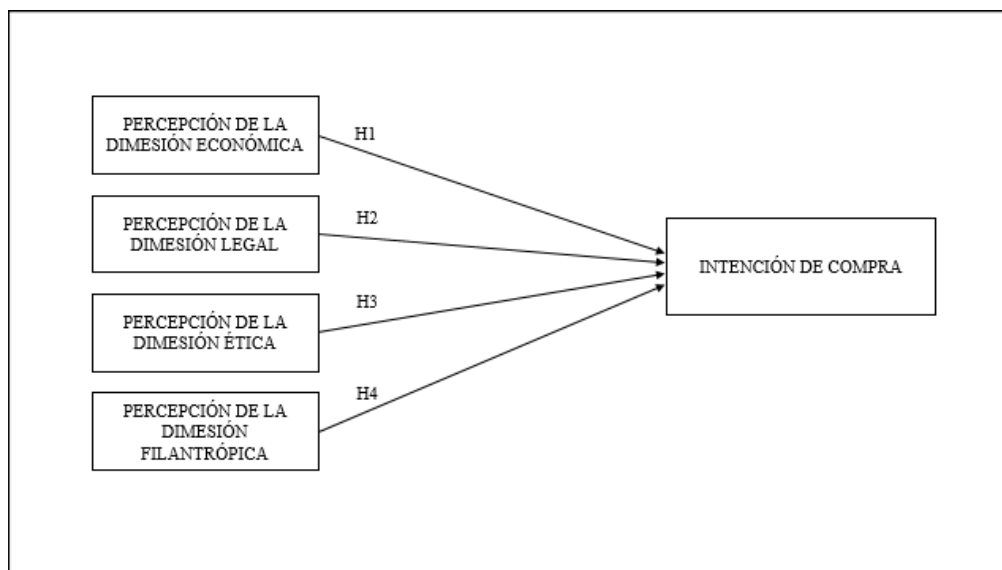 PERCEPCIÓN DE LA
DIMESIÓN ECONÓMICA
H1
PERCEPCIÓN DE LA
DIMESIÓN LEGAL
H2
PERCEPCIÓN DE LA
DIMESIÓN ÉTICA
H3
PERCEPCIÓN DE LA
DIMESIÓN
FILANTRÓPICA
H4
INTENCIÓN DE COMPRA